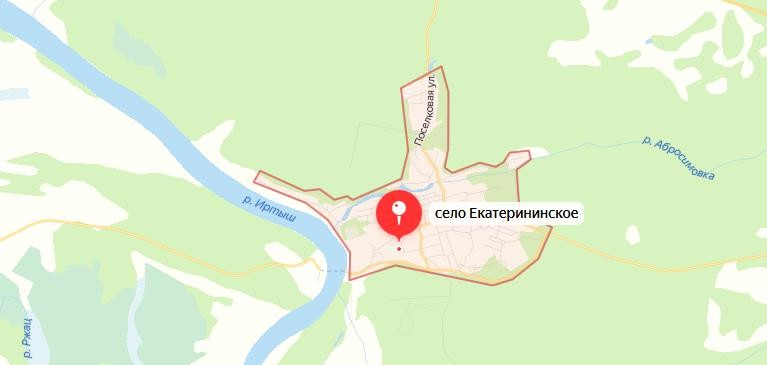 Поселковая ул.
р. Абросимовка
р. Иртыш
село Екатерининское
р. Ржац